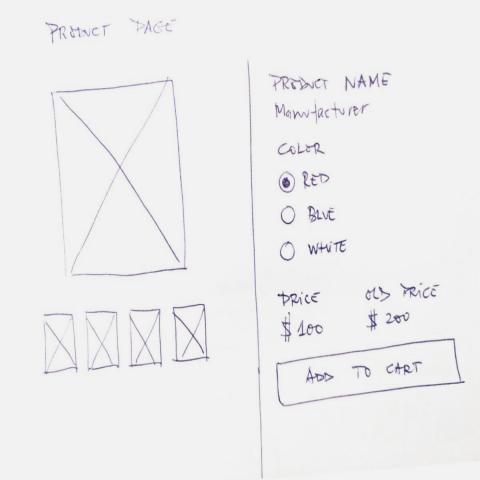 PRODUCT PAGE
PRODUCT NAME
Manufacturer
COLOR
RED
BLUE
WHITE
PRICE OLD PRICE
$ 100 $ 200
ADD TO CART